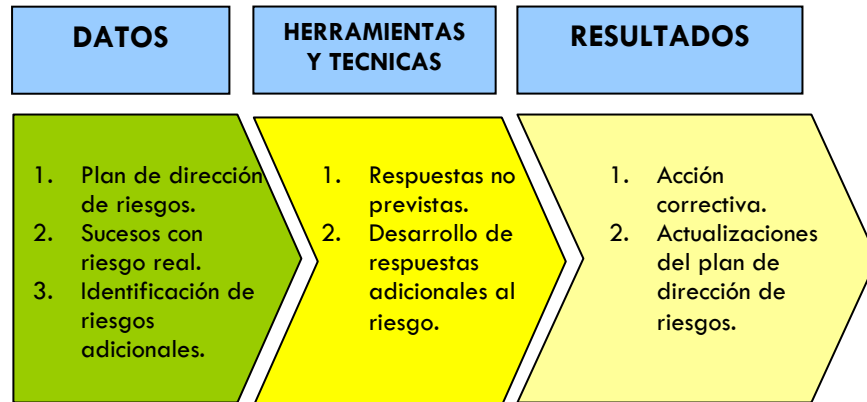 DATOS
HERRAMIENTAS
Y TECNICAS
RESULTADOS
1. Plan de dirección
de riesgos.
2. Sucesos con
riesgo real.
3. Identificación de
riesgos
adicionales.
1. Respuestas no
previstas.
2. Desarrollo de
respuestas
adicionales al
riesgo.
1. Acción
correctiva.
2. Actualizaciones
del plan de
dirección de
riesgos.